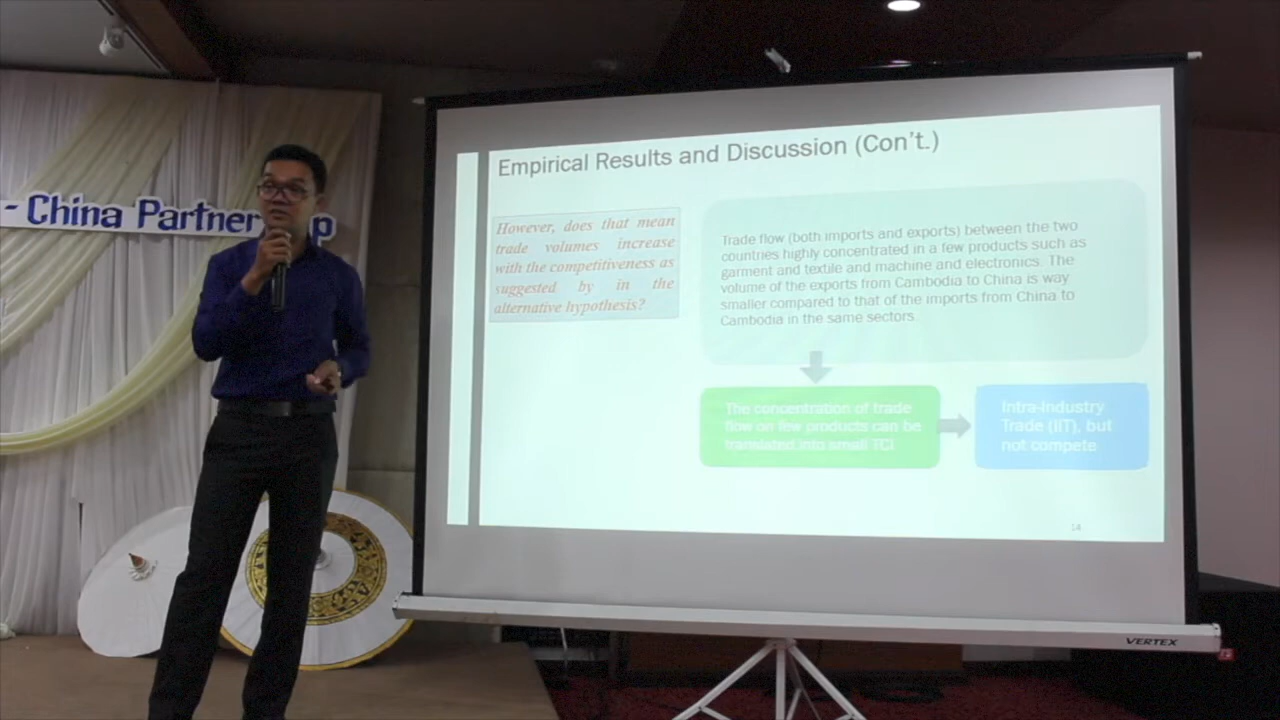 - China Partner p
Empirical Results and Discussion (Con't.)
However, does that mean
trade volumes increase
with the competitiveness as
suggested by in the
alternative hypothesis?
Trade flow (both imports and exports) between the two
countries highly concentrated in a few products such as
garment and textile and machine and electronics. The
volume of the exports from Cambodia to China is way
smaller compared to that of the imports from China to
Cambodia in the same sectors
The concentration of trade
flow on few products can be
translated into small TCI
Intra-Industry
Trade (IIT), but
not compete
14
VERTEX